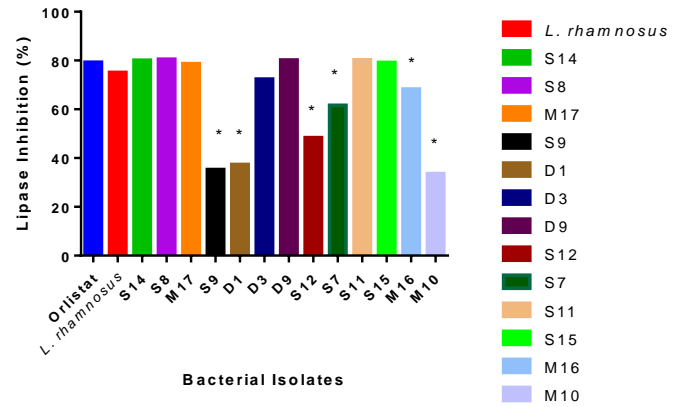 Lipase Inhibition (%)
100
80
60
40
20
0
* * * * * *
Orlistat
L. rhamnosus
S14
S8
M17
S9
D1
D3
D9
S12
S7
S11
S15
M16
M10
Bacterial Isolates
L. rhamnosus
S14
S8
M17
S9
D1
D3
D9
S12
S7
S11
S15
M16
M10